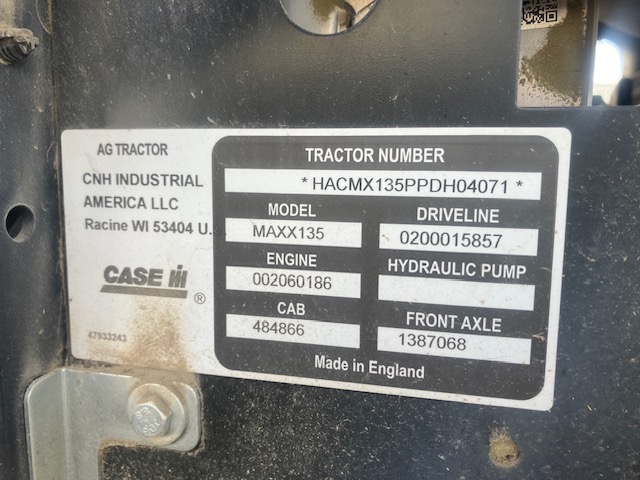 AG TRACTOR
CNH INDUSTRIAL
AMERICA LLC
Racine WI 53404 U.
CASE IH ®
47933243
TRACTOR NUMBER
* HACMX135PPDH04071 *
MODEL
MAXX135
DRIVELINE
0200015857
ENGINE
002060186
HYDRAULIC PUMP
CAB
484866
FRONT AXLE
1387068
Made in England